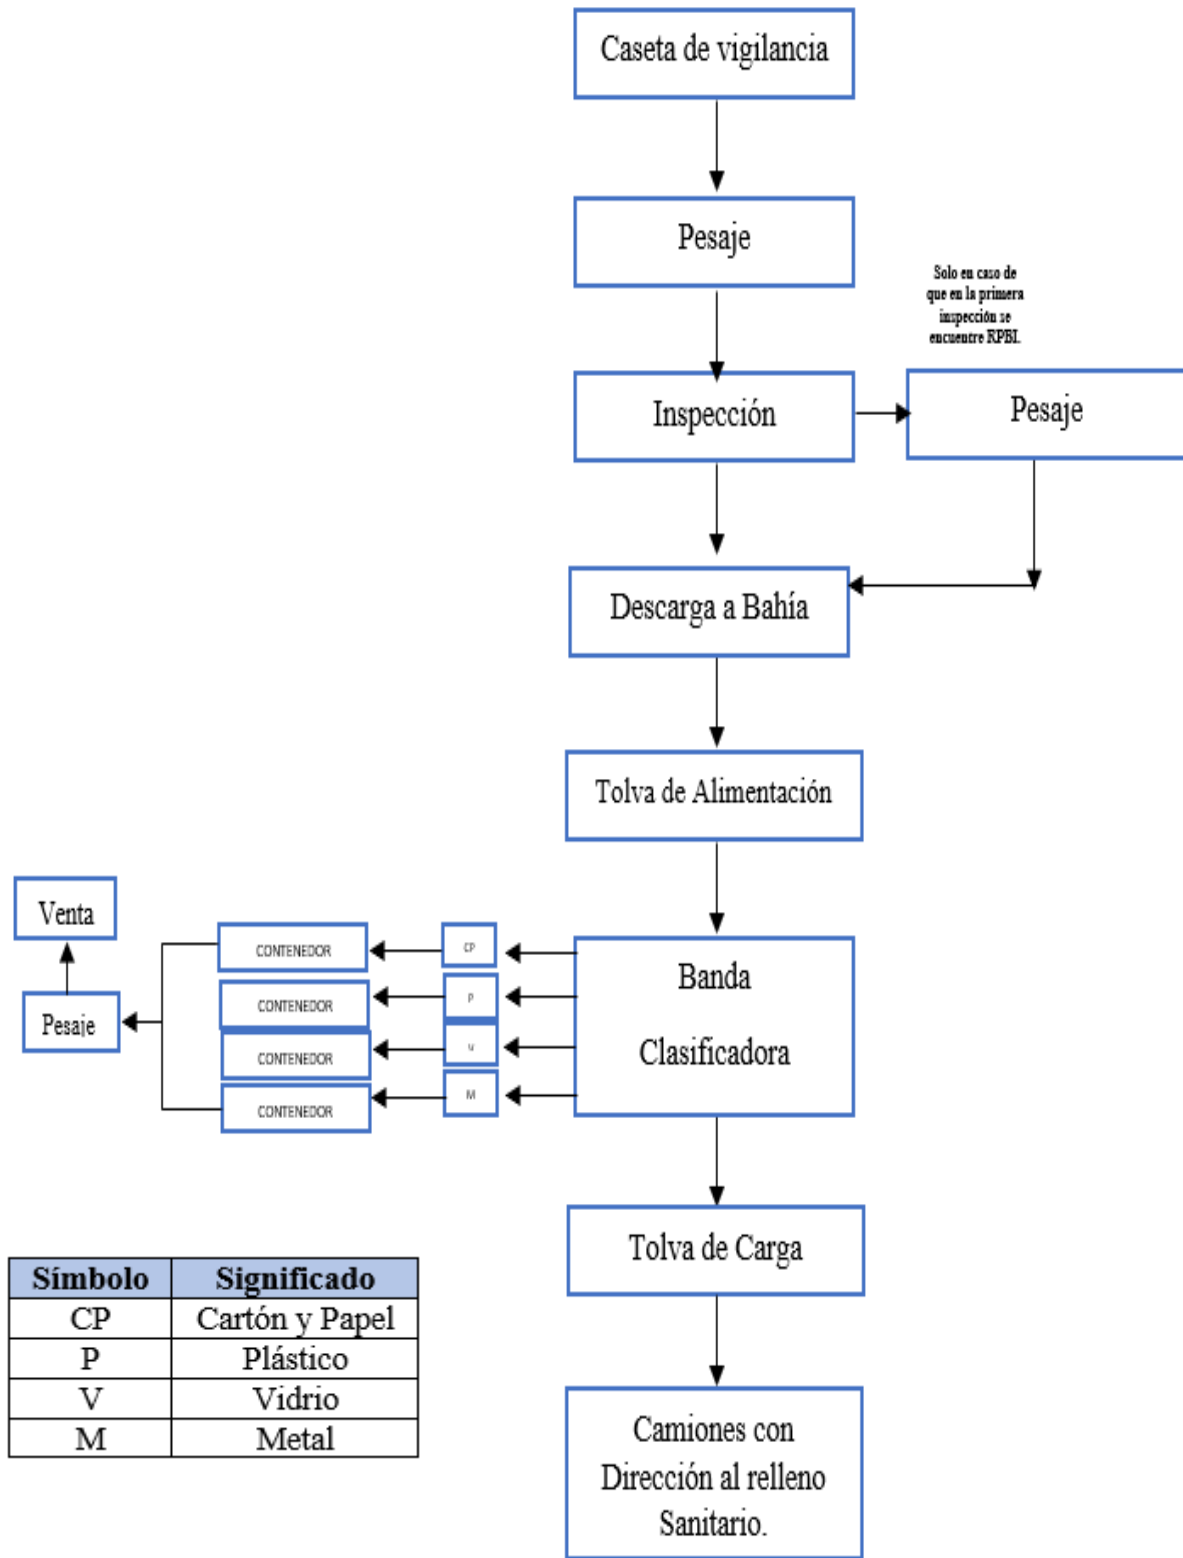 Caseta de vigilancia
Pesaje
Solo en caso de
que en la primera
inspección se
encuentre RPBI.
Inspección
Pesaje
Descarga a Bahía
Tolva de Alimentación
Venta
Pesaje
CONTENEDOR
CP
CONTENEDOR
P
CONTENEDOR
V
CONTENEDOR
M
Banda
Clasificadora
Tolva de Carga
Símbolo Significado
CP Cartón y Papel
P Plástico
V Vidrio
M Metal
Camiones con
Dirección al relleno
Sanitario.